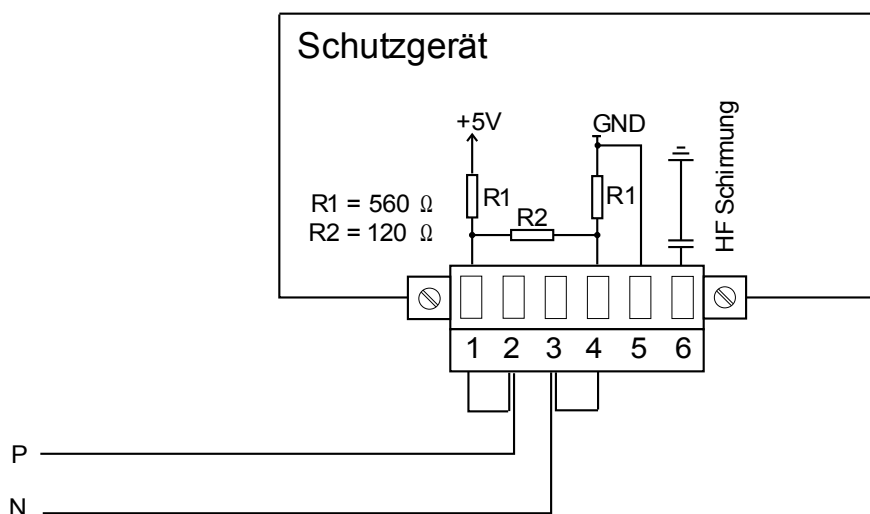 Schutzgerät
+5V
GND
HF Schirmung
R1
R1
R1 = 560 Ω
R2
R2 = 120 Ω
1 2 3 4 5 6
P
N